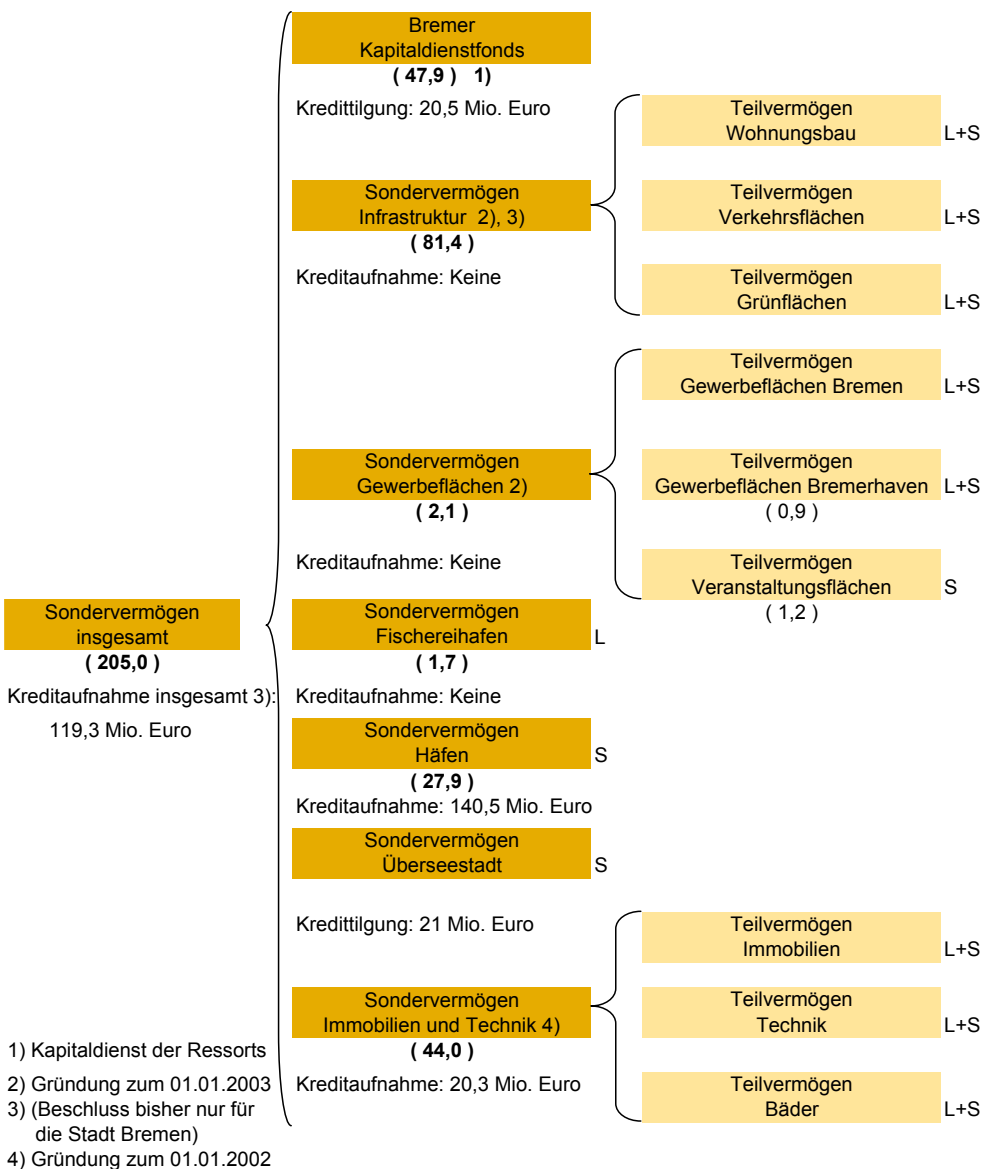 Bremer
Kapitaldienstfonds
( 47,9 ) 1)
Kredittilgung: 20,5 Mio. Euro
Teilvermögen
Wohnungsbau
L+S
Sondervermögen
Infrastruktur 2), 3)
( 81,4 )
Kreditaufnahme: Keine
Teilvermögen
Verkehrsflächen
L+S
Teilvermögen
Grünflächen
L+S
Teilvermögen
Gewerbeflächen Bremen
L+S
Sondervermögen
Gewerbeflächen 2)
( 2,1 )
Kreditaufnahme: Keine
Teilvermögen
Gewerbeflächen Bremerhaven
L+S
( 0,9 )
Teilvermögen
Veranstaltungsflächen
S
( 1,2 )
Sondervermögen
insgesamt
( 205,0 )
Kreditaufnahme insgesamt 3):
119,3 Mio. Euro
Sondervermögen
Fischereihafen
L
( 1,7 )
Kreditaufnahme: Keine
Sondervermögen
Häfen
S
( 27,9 )
Kreditaufnahme: 140,5 Mio. Euro
Sondervermögen
Überseestadt
S
Kredittilgung: 21 Mio. Euro
Teilvermögen
Immobilien
L+S
Sondervermögen
Immobilien und Technik 4)
( 44,0 )
Kreditaufnahme: 20,3 Mio. Euro
Teilvermögen
Technik
L+S
Teilvermögen
Bäder
L+S
1) Kapitaldienst der Ressorts
2) Gründung zum 01.01.2003
3) (Beschluss bisher nur für
die Stadt Bremen)
4) Gründung zum 01.01.2002